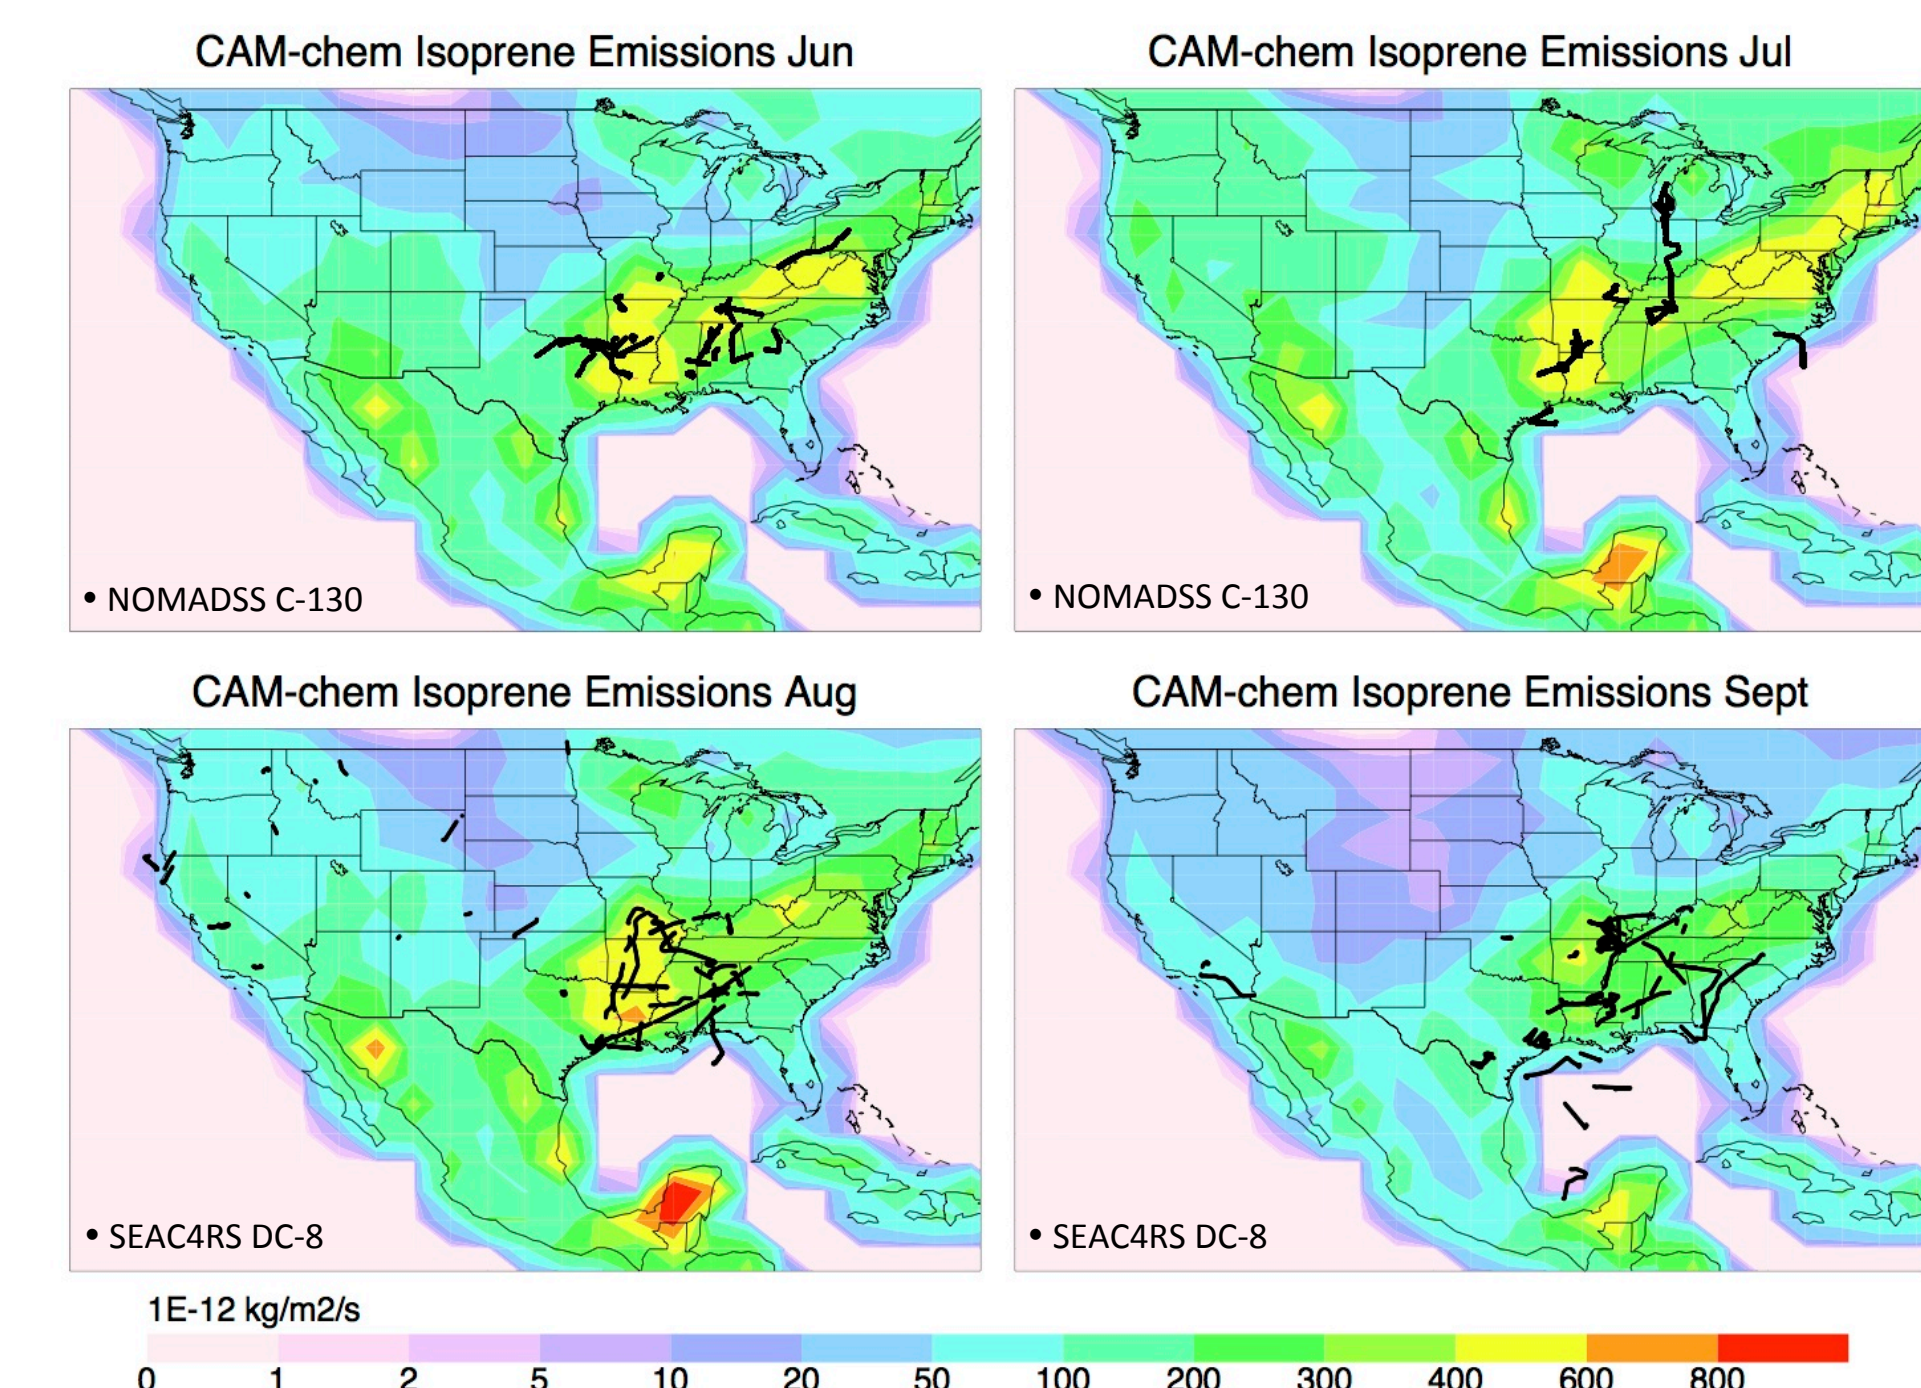 CAM-chem Isoprene Emissions Jun
CAM-chem Isoprene Emissions Jul
• NOMADSS C-130
• NOMADSS C-130
CAM-chem Isoprene Emissions Aug
CAM-chem Isoprene Emissions Sept
• SEAC4RS DC-8
• SEAC4RS DC-8
1E-12 kg/m2/s
0 1 2 5 10 20 50 100 200 300 400 600 800